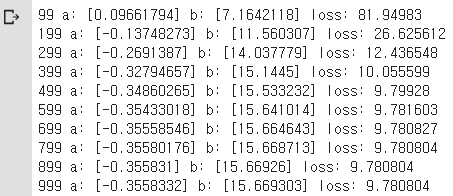 99 a: [0.09661794] b: [7.1642118] loss: 81.94983
199 a: [-0.13748273] b: [11.560307] loss: 26.625612
299 a: [-0.2691387] b: [14.037779] loss: 12.436548
399 a: [-0.32794657] b: [15.1445] loss: 10.055599
499 a: [-0.34860265] b: [15.533232] loss: 9.79928
599 a: [-0.35433018] b: [15.641014] loss: 9.781603
699 a: [-0.35558546] b: [15.664643] loss: 9.780827
799 a: [-0.35580176] b: [15.668713] loss: 9.780804
899 a: [-0.355831] b: [15.66926] loss: 9.780804
999 a: [-0.3558332] b: [15.669303] loss: 9.780804